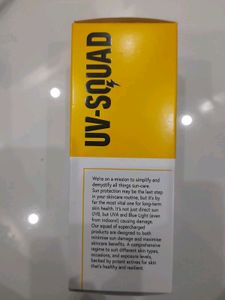 UV-SQUAD
We're on a mission to simplify and
demystify all things sun-care.
Sun protection may be the last step
in your skincare routine, but it's by
far the most vital one for long-term
skin health. It's not just direct sun
UVB, but UVA and Blue Light (even
from indoors!) causing damage.
Our squad of supercharged
products are designed to both
minimise sun damage and maximise
skincare benefits. A comprehensive
regime to suit different skin types,
occasions, and exposure levels,
backed by potent actives for skin
that's healthy and resilient.